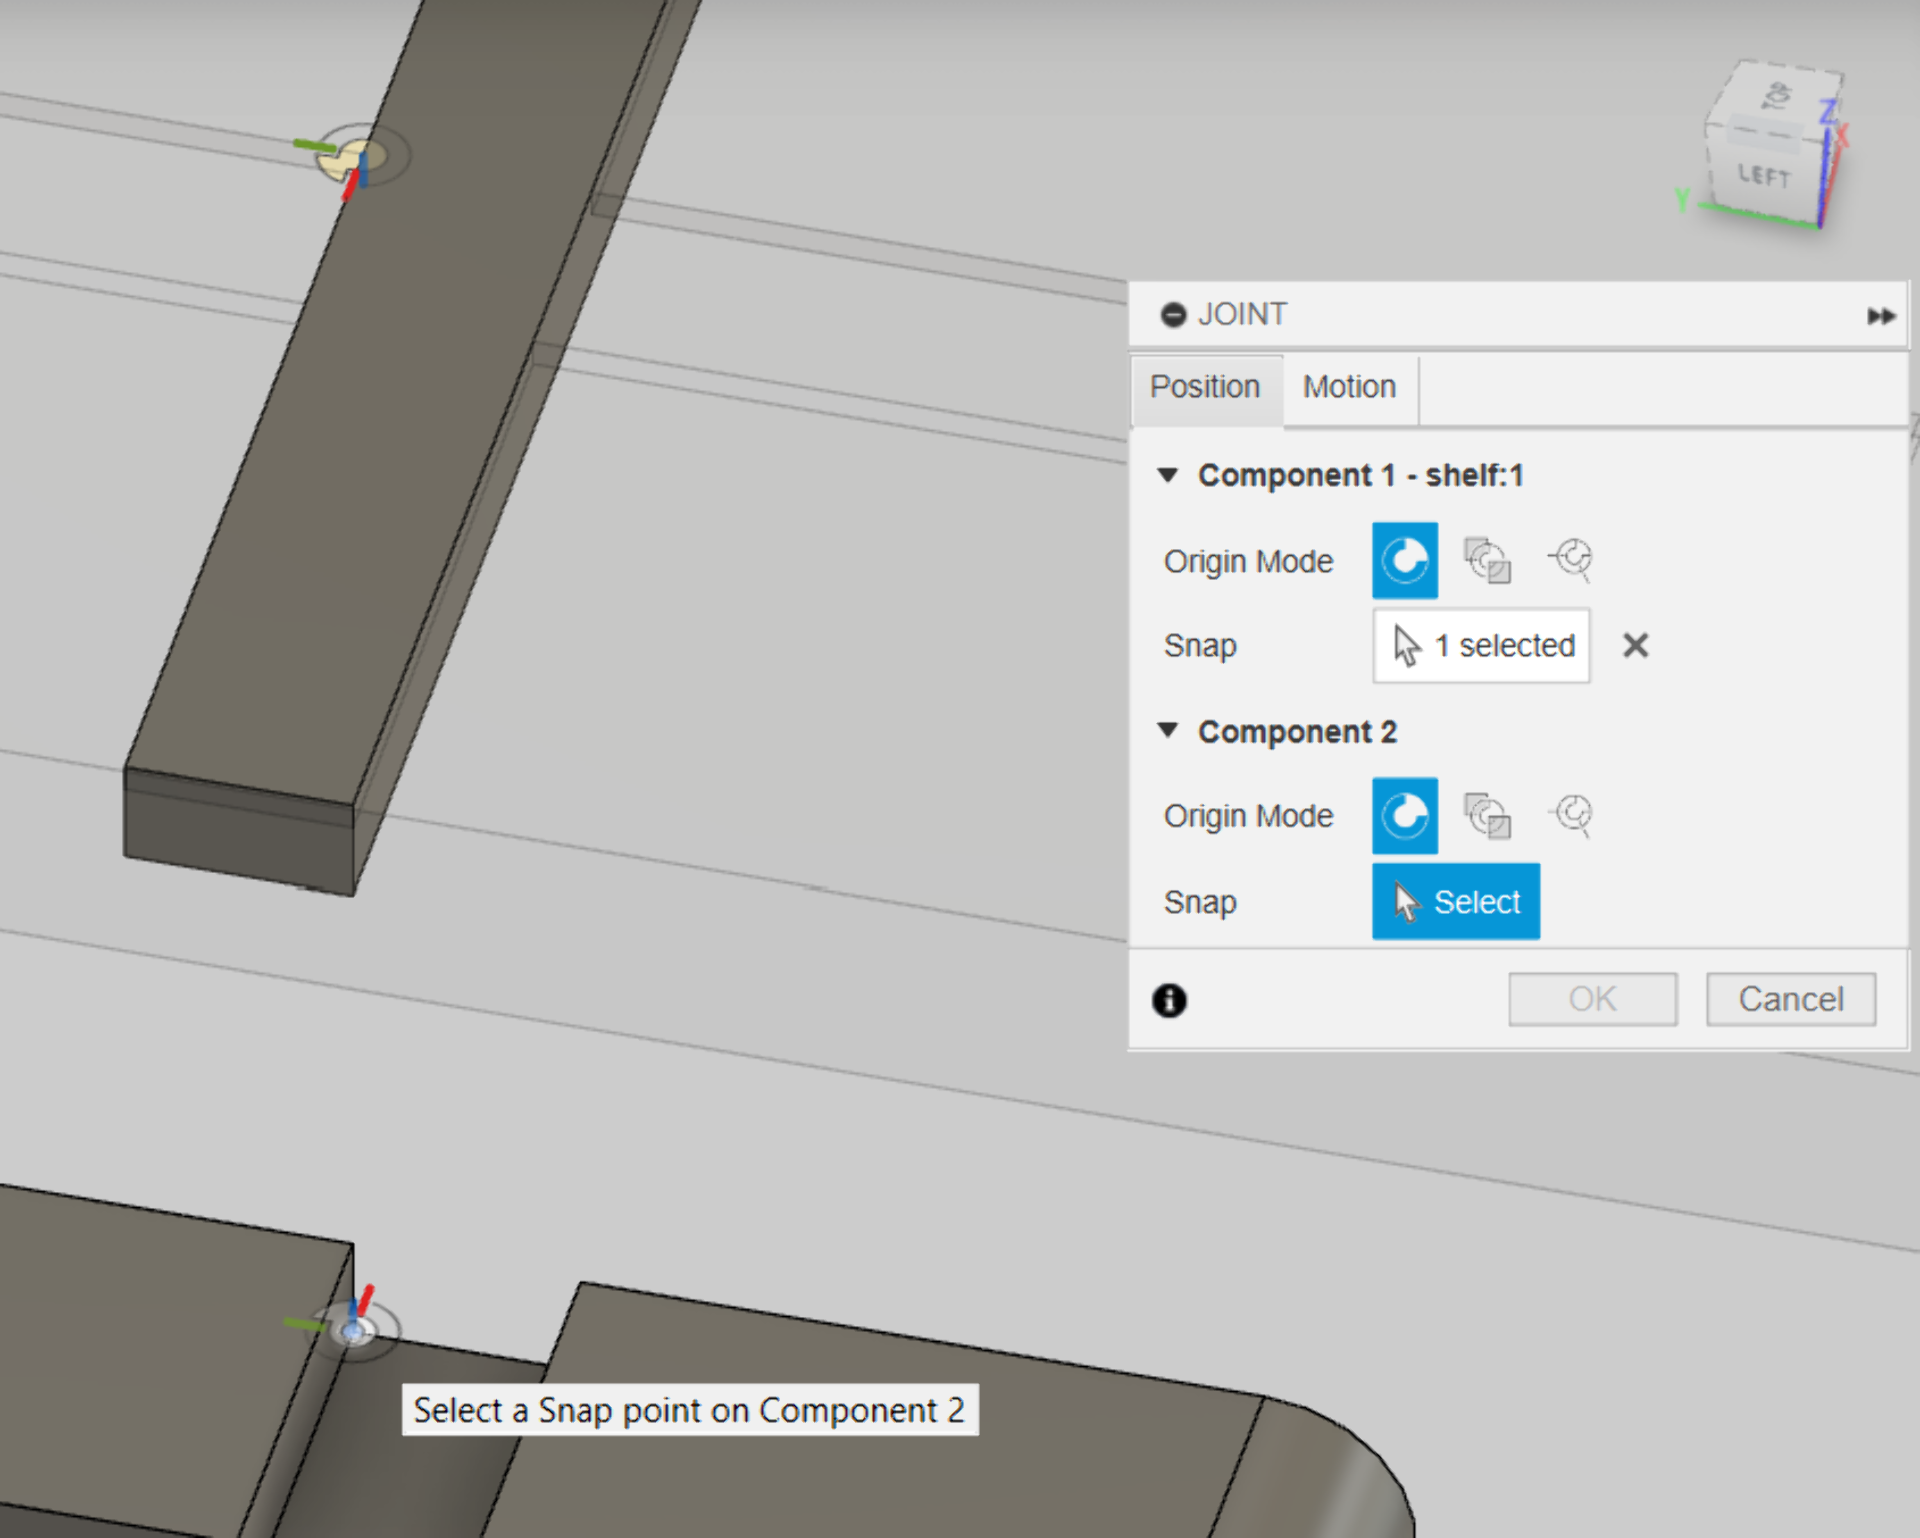 TOP
Z
X
LEFT
Y
JOINT
Position
Motion
Component 1 - shelf:1
Origin Mode
Snap
1 selected
Component 2
Origin Mode
Snap
Select
OK
Cancel
Select a Snap point on Component 2